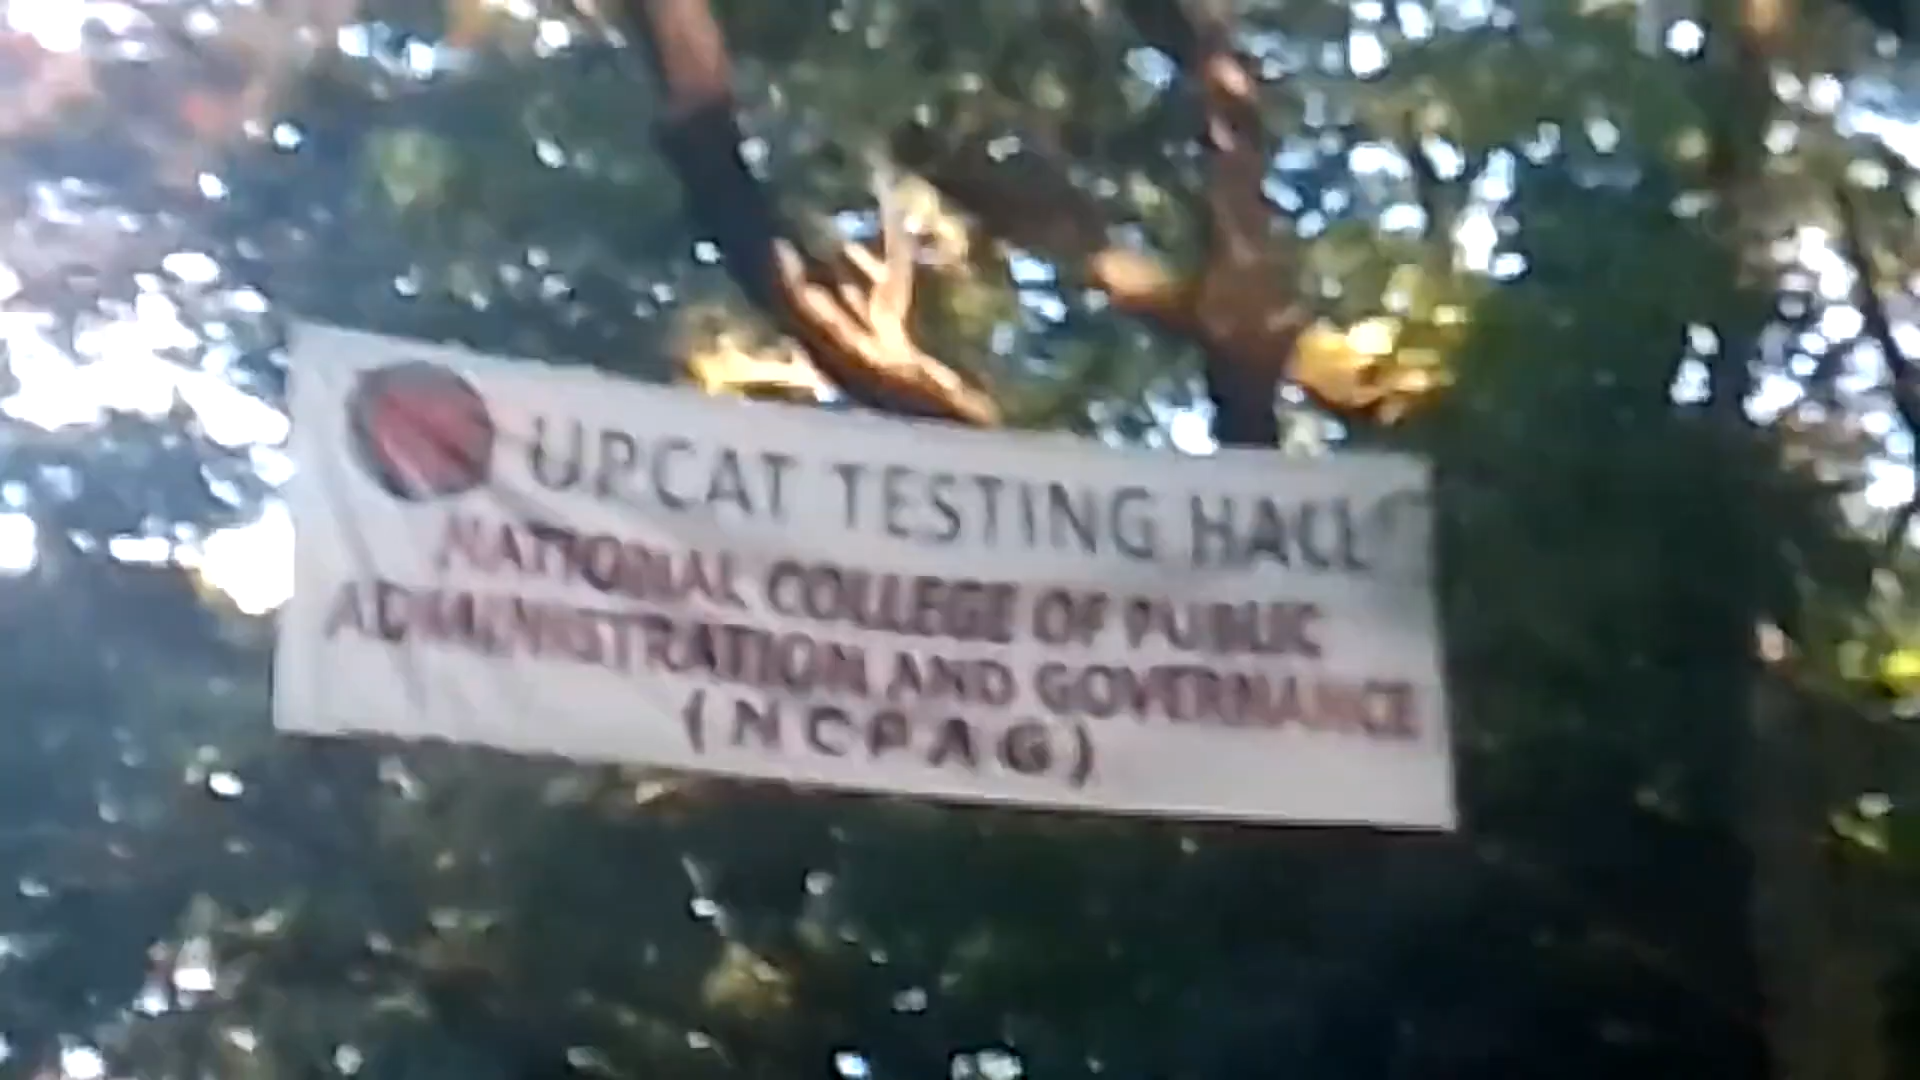 UPCAT TESTING HALL
NATIONAL COLLEGE OF PUBLIC
ADMINISTRATION AND GOVERNANCE
(NCPAG)